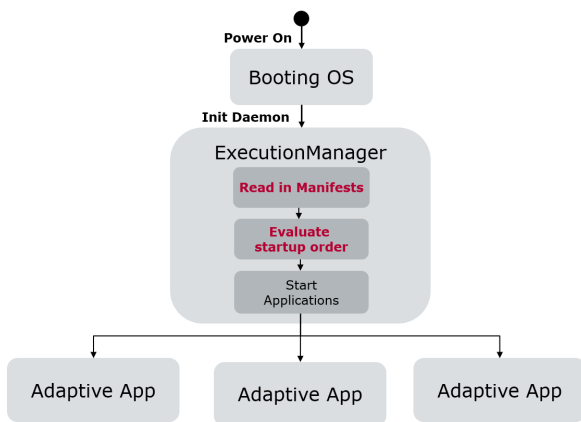 Power On
Booting OS
Init Daemon
ExecutionManager
Read in Manifests
Evaluate
startup order
Start
Applications
Adaptive App
Adaptive App
Adaptive App